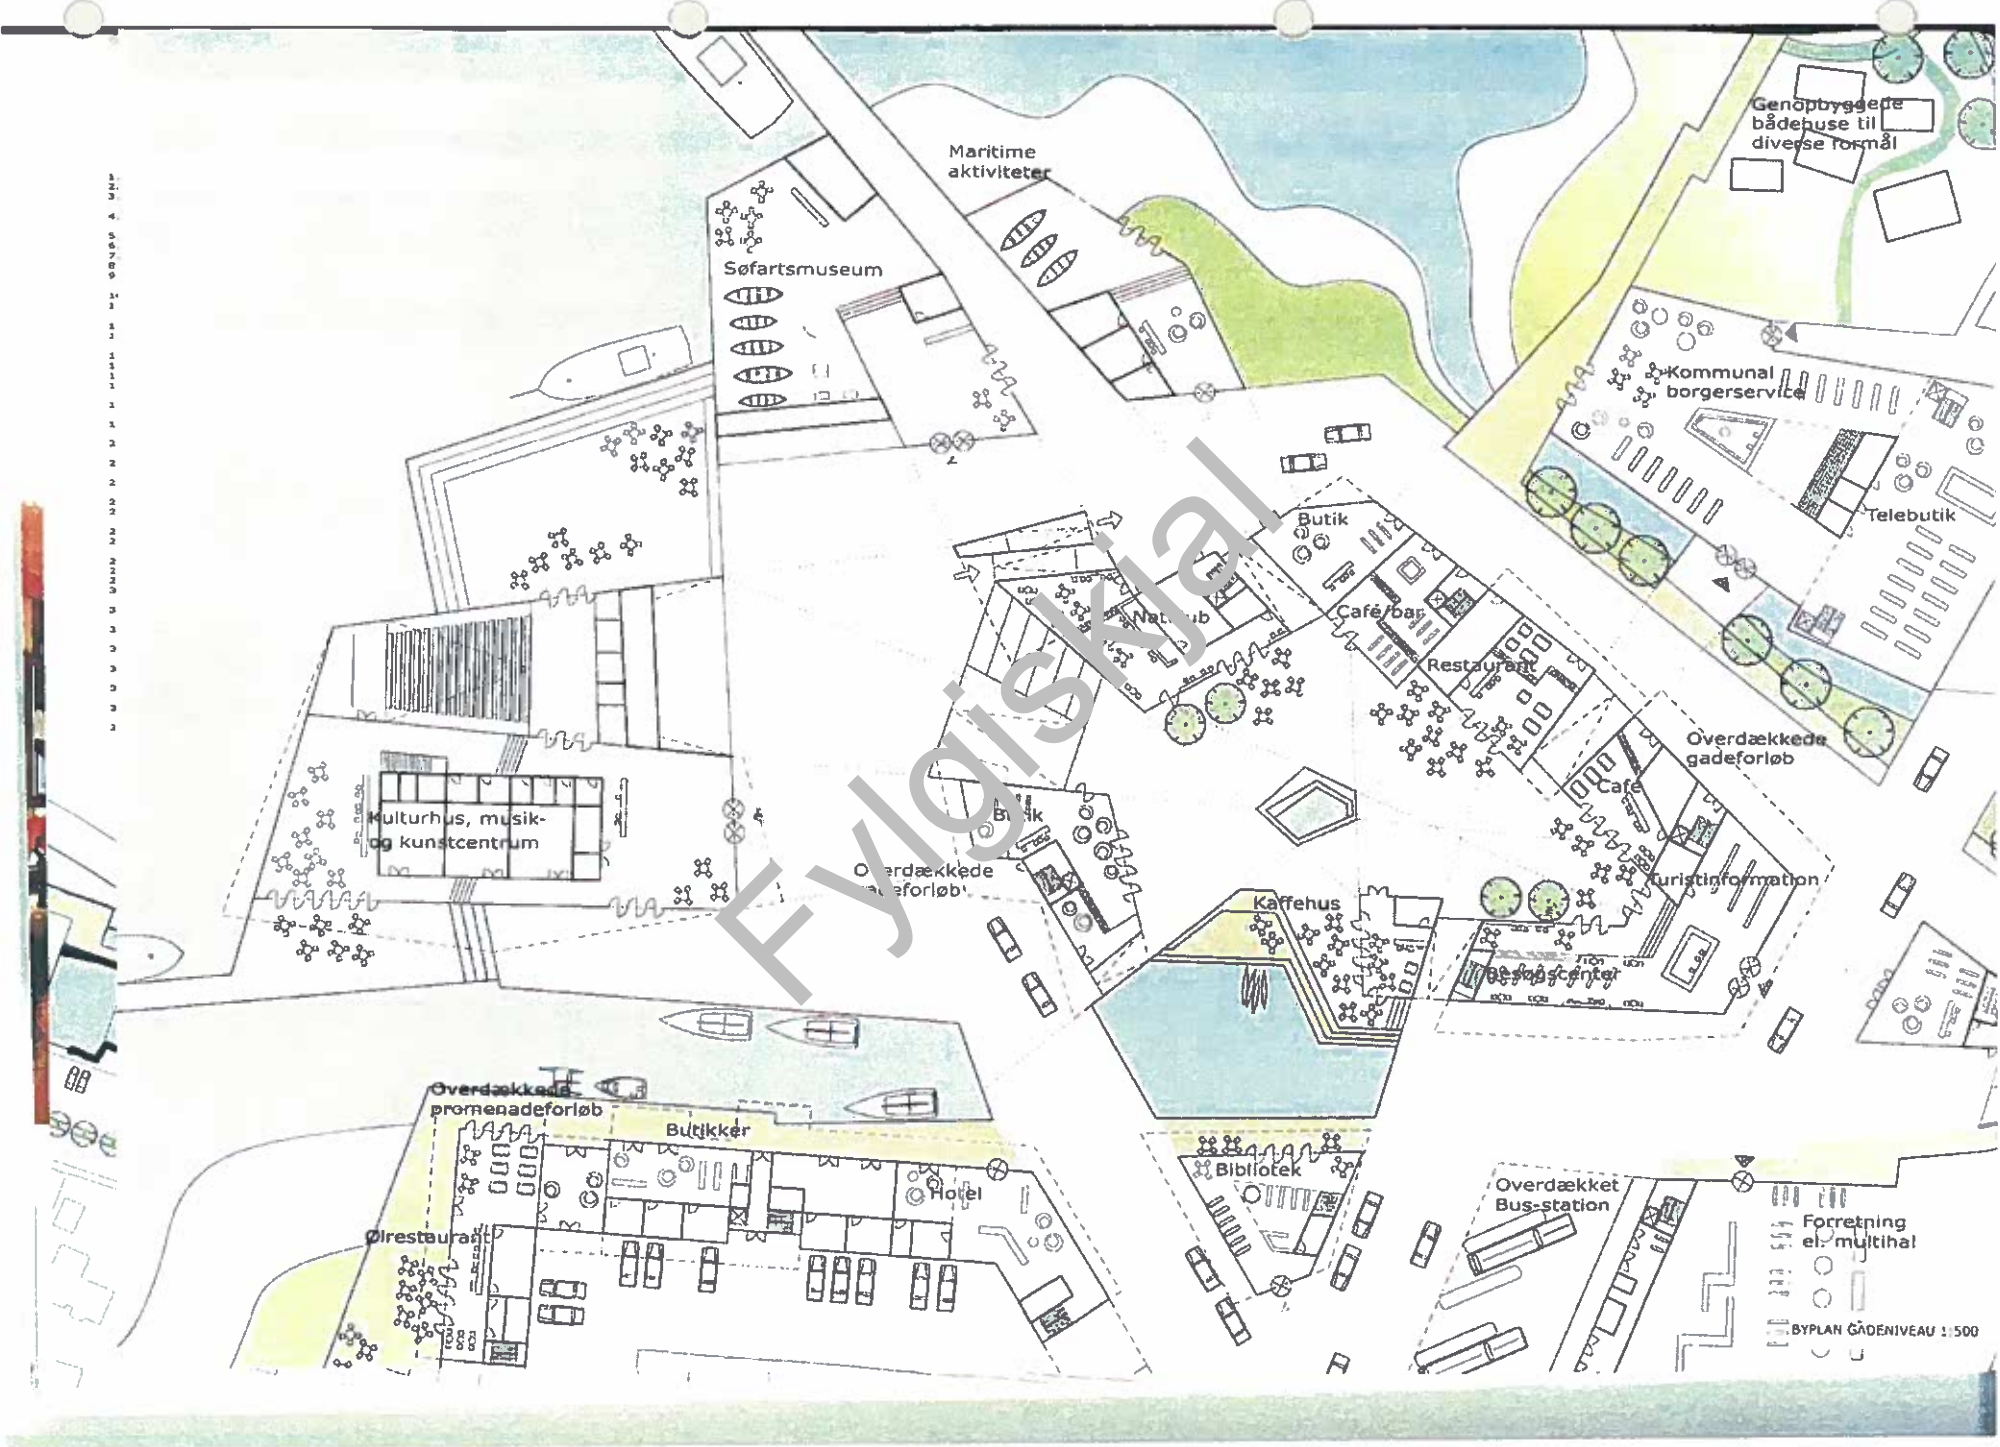 Genopbyggede
bådehuse til
diverse formål
Maritime
aktiviteter
Søfartsmuseum
Kommunal
borgerservice
Telebutik
Butik
Natklub
Café/bar
Restaurant
Overdækkede
gadeforløb
Café
Kulturhus, musik-
og kunstcentrum
Butik
Overdækkede
gadeforløb
Turistinformation
Kaffehus
Besøgscenter
Overdækkede
promenadeforløb
Butikker
Hotel
Ølrestaurant
Bibliotek
Overdækket
Bus-station
Forretning
el. multihal
BYPLAN GADENIVEAU 1:500
Fylgiskjal